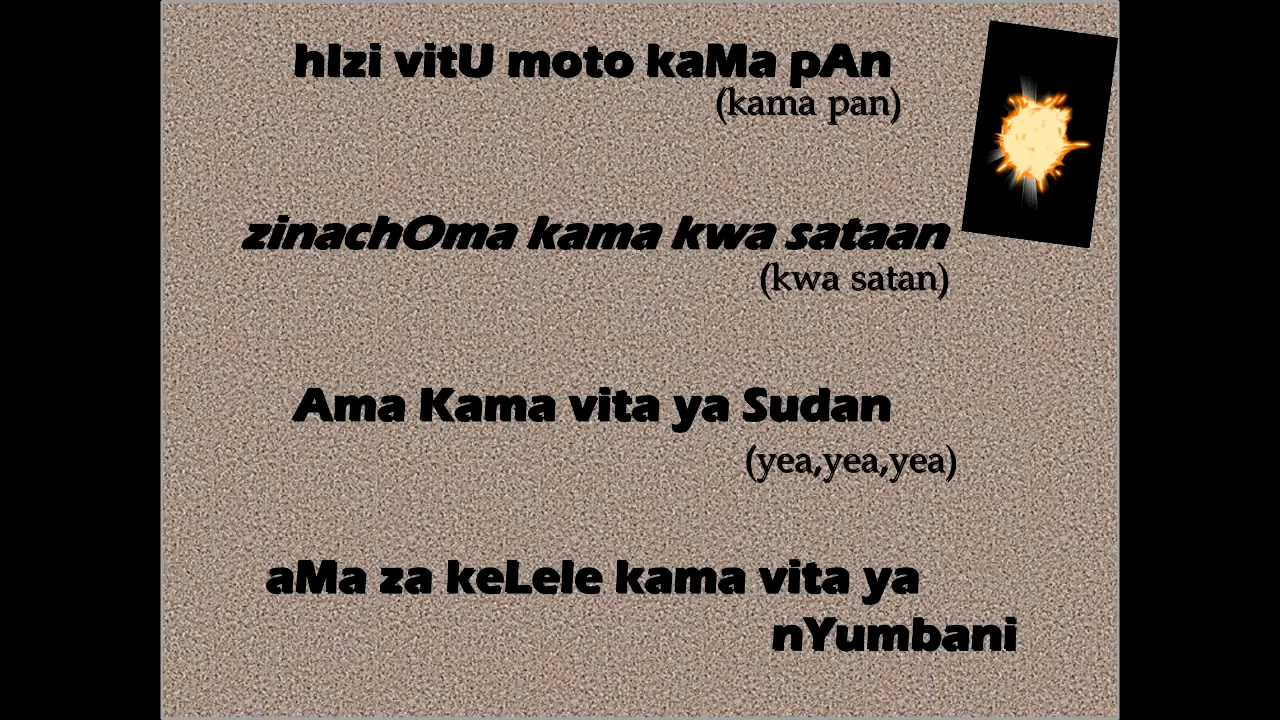 hIzi vitU moto kaMa pAn
(kama pan)
zinachOma kama kwa sataan
(kwa satan)
Ama Kama vita ya Sudan
(yea,yea,yea)
aMa za keLele kama vita ya
nYumbani